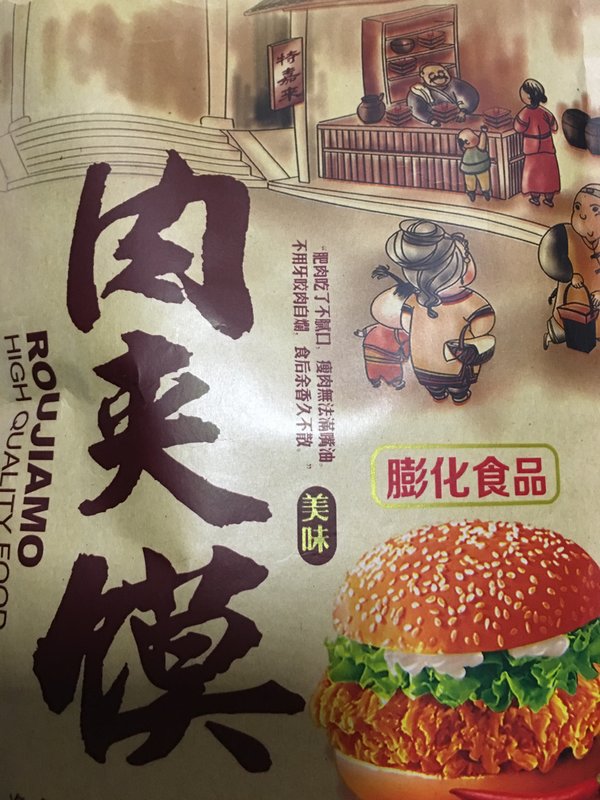 特嘉来
肉夹馍
ROUJIAMO
HIGH QUALITY FOOD
“肥肉吃了不腻口，瘦肉無法滿嘴油，
不用牙咬肉自爛，食后余香久不散。”
美味
膨化食品